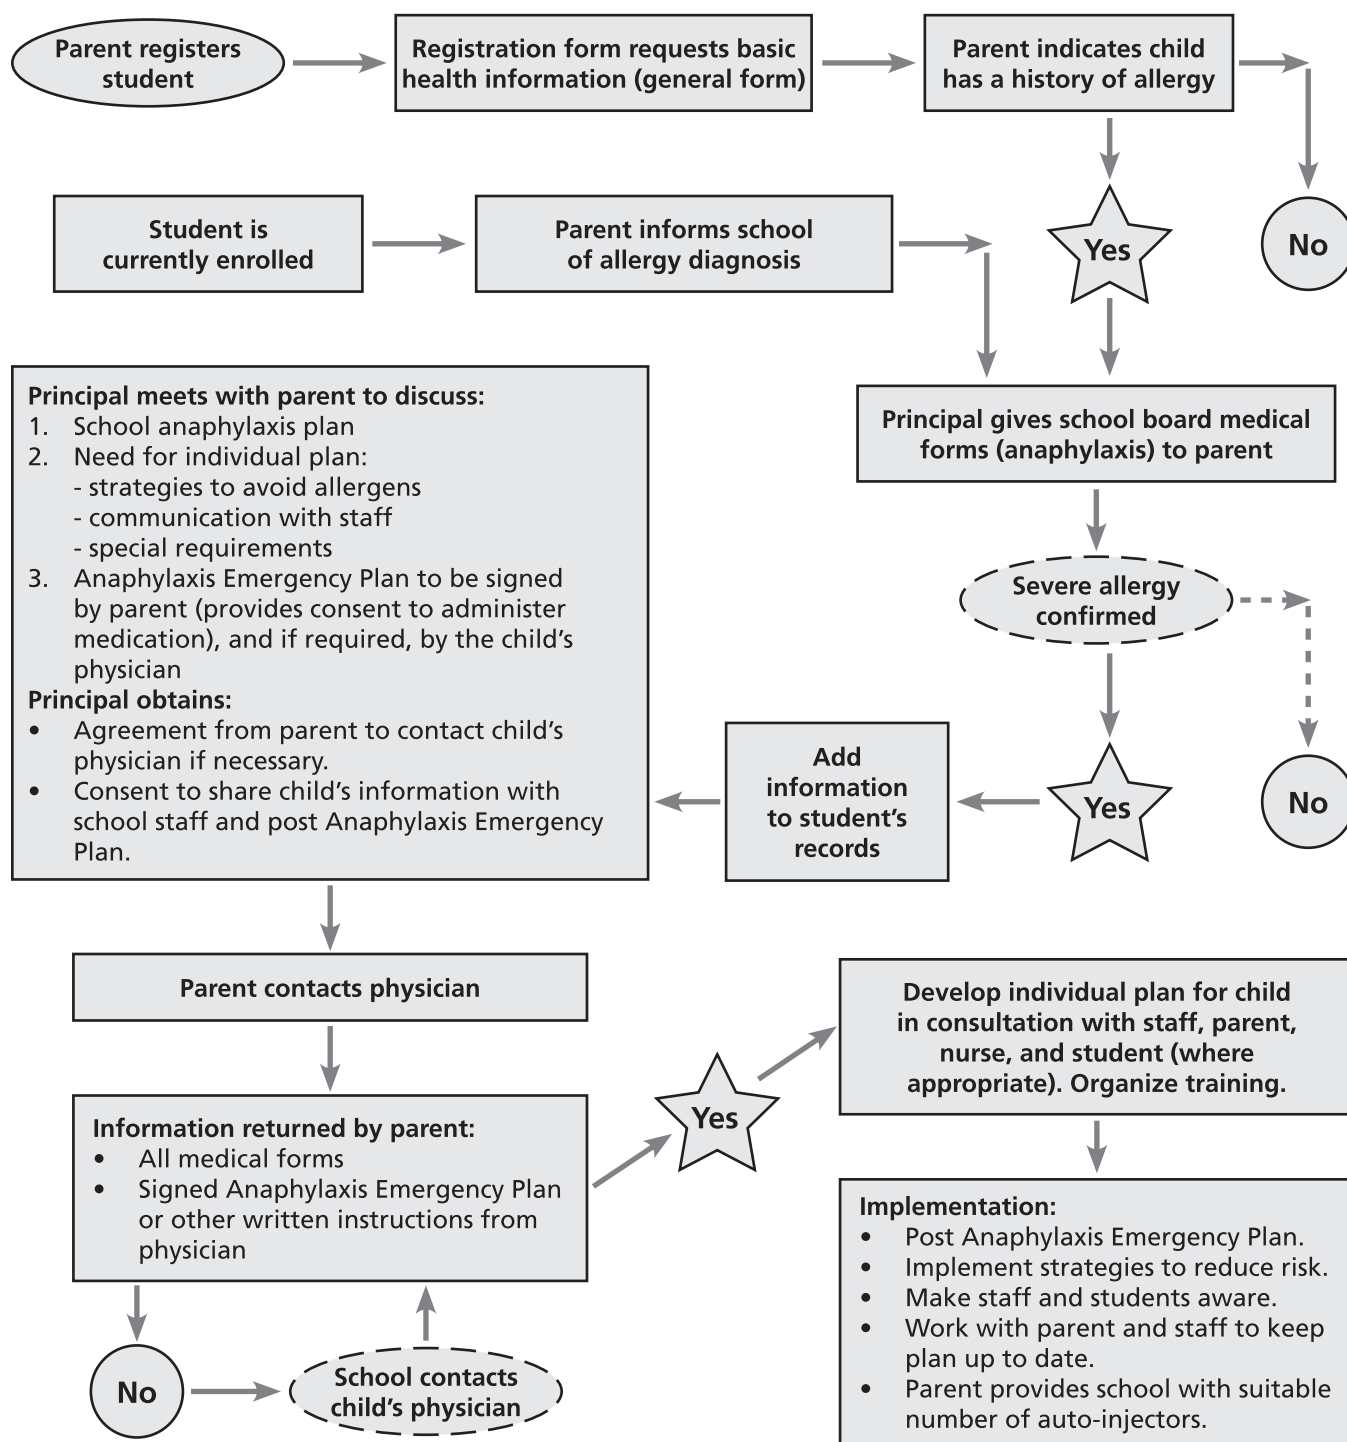 Parent registers
student
Registration form requests basic
health information (general form)
Parent indicates child
has a history of allergy
Student is
currently enrolled
Parent informs school
of allergy diagnosis
Yes
No
Principal gives school board medical
forms (anaphylaxis) to parent
Severe allergy
confirmed
Yes
No
Add
information
to student’s
records
Principal meets with parent to discuss:
1. School anaphylaxis plan
2. Need for individual plan:
- strategies to avoid allergens
- communication with staff
- special requirements
3. Anaphylaxis Emergency Plan to be signed
by parent (provides consent to administer
medication), and if required, by the child’s
physician
Principal obtains:
• Agreement from parent to contact child’s
physician if necessary.
• Consent to share child’s information with
school staff and post Anaphylaxis Emergency
Plan.
Parent contacts physician
Information returned by parent:
• All medical forms
• Signed Anaphylaxis Emergency Plan
or other written instructions from
physician
No
School contacts
child’s physician
Yes
Develop individual plan for child
in consultation with staff, parent,
nurse, and student (where
appropriate). Organize training.
Implementation:
• Post Anaphylaxis Emergency Plan.
• Implement strategies to reduce risk.
• Make staff and students aware.
• Work with parent and staff to keep
plan up to date.
• Parent provides school with suitable
number of auto-injectors.